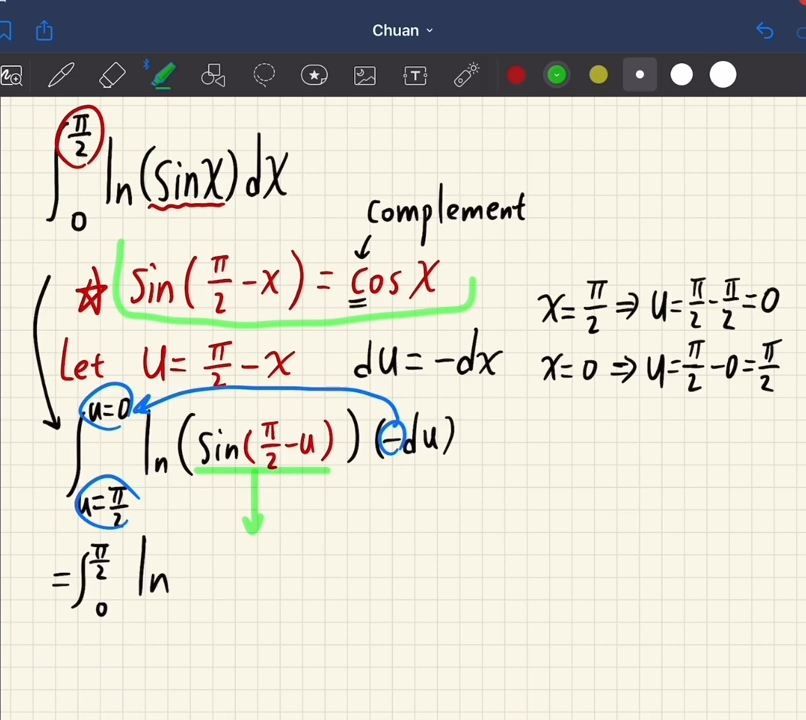 Chuan
∫₀^(π/2) ln(sinx)dx
complement
☆ sin(π/2 -x) = cosx
x=π/2 ⇒ u=π/2-π/2=0
Let u=π/2-x du=-dx
x=0 ⇒ u=π/2-0=π/2
∫_(u=π/2)^(u=0) ln(sin(π/2-u))(-du)
=∫₀^(π/2) ln